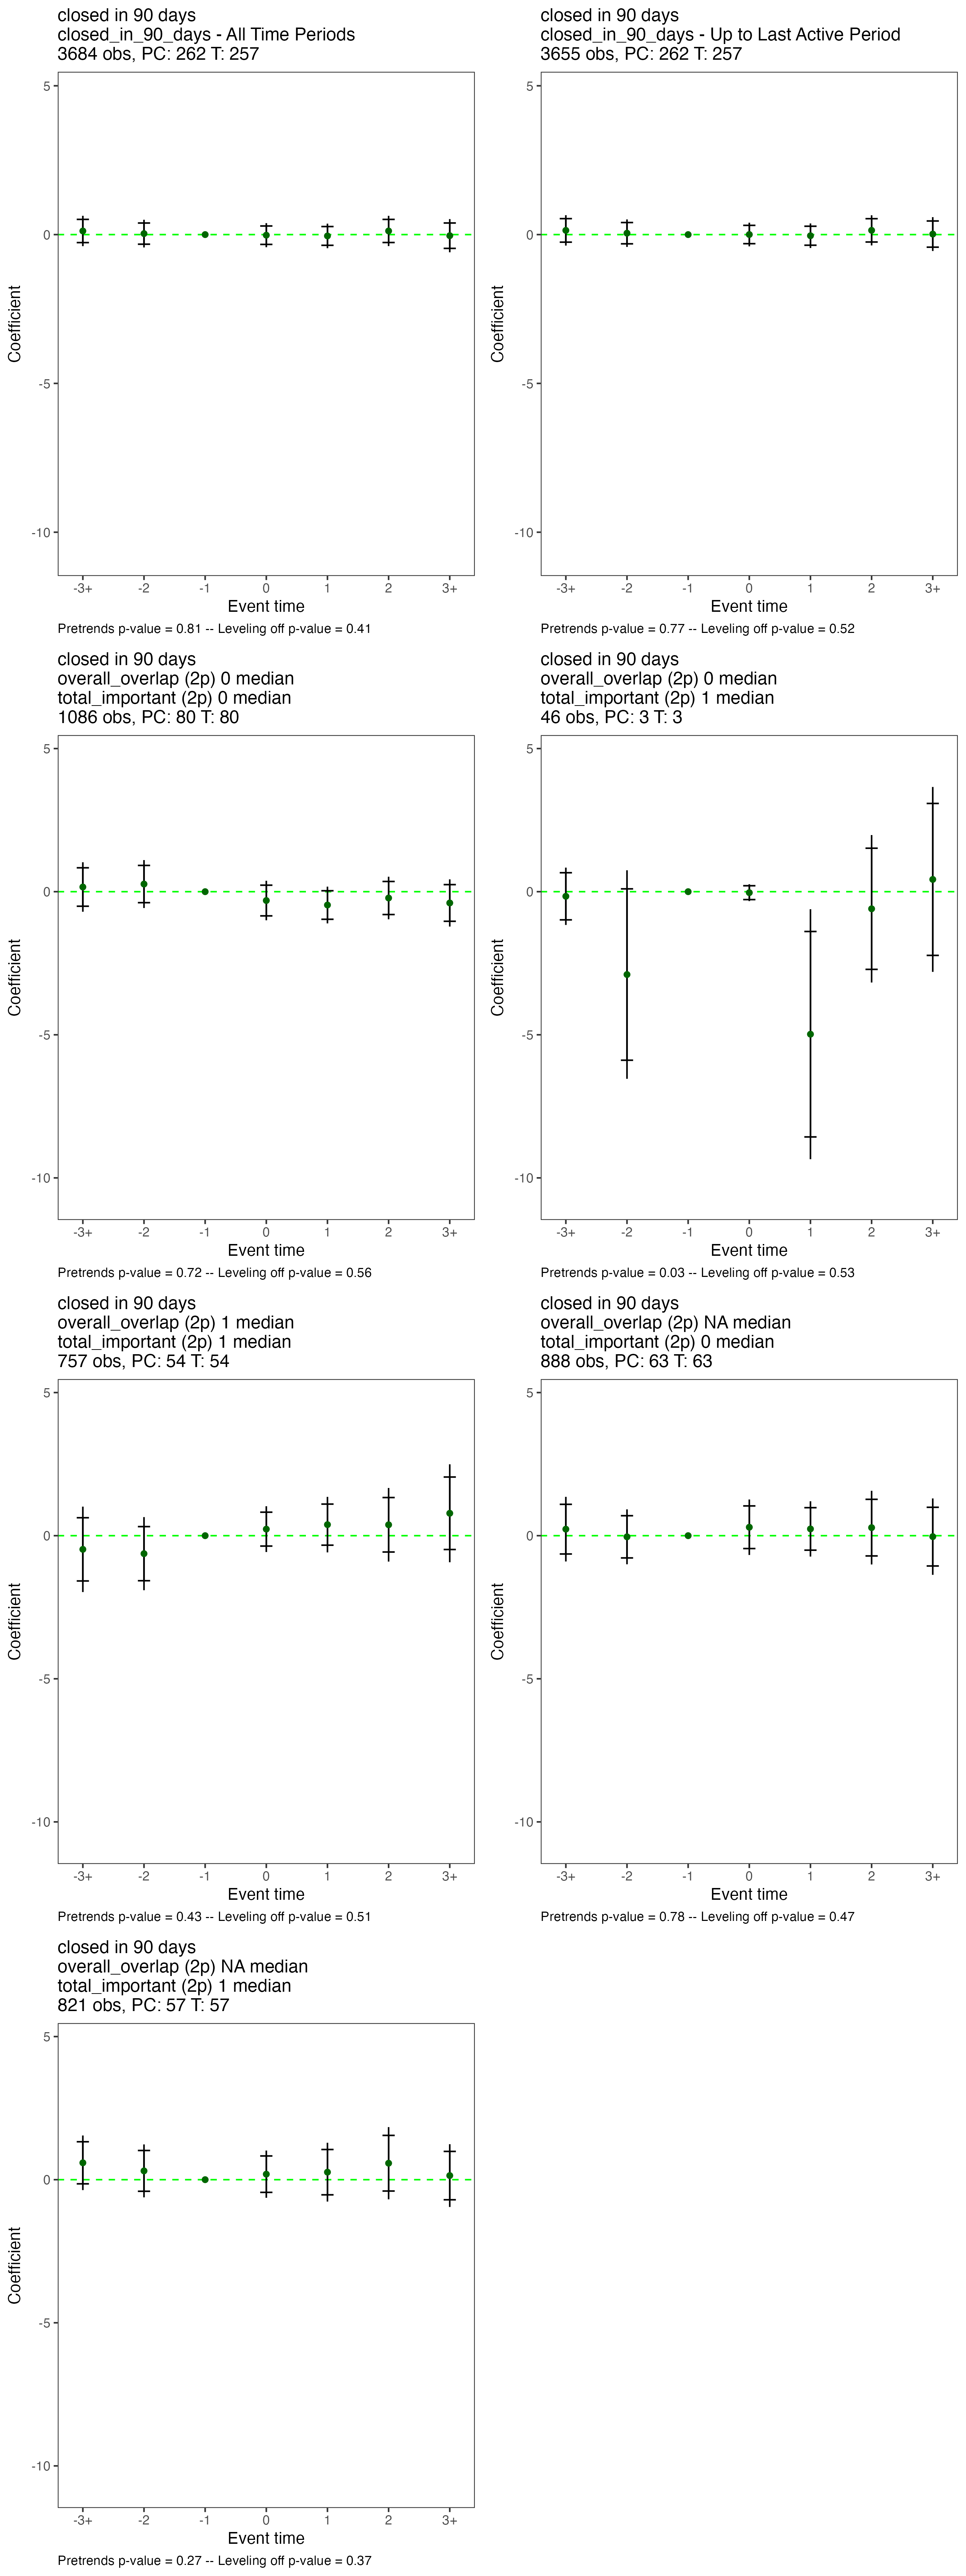 closed in 90 days
closed_in_90_days - All Time Periods
3684 obs, PC: 262 T: 257
5
0
-5
-10
Coefficient
-3+ -2 -1 0 1 2 3+
Event time
Pretrends p-value = 0.81 -- Leveling off p-value = 0.41
closed in 90 days
closed_in_90_days - Up to Last Active Period
3655 obs, PC: 262 T: 257
5
0
-5
-10
Coefficient
-3+ -2 -1 0 1 2 3+
Event time
Pretrends p-value = 0.77 -- Leveling off p-value = 0.52
closed in 90 days
overall_overlap (2p) 0 median
total_important (2p) 0 median
1086 obs, PC: 80 T: 80
5
0
-5
-10
Coefficient
-3+ -2 -1 0 1 2 3+
Event time
Pretrends p-value = 0.72 -- Leveling off p-value = 0.56
closed in 90 days
overall_overlap (2p) 0 median
total_important (2p) 1 median
46 obs, PC: 3 T: 3
5
0
-5
-10
Coefficient
-3+ -2 -1 0 1 2 3+
Event time
Pretrends p-value = 0.03 -- Leveling off p-value = 0.53
closed in 90 days
overall_overlap (2p) 1 median
total_important (2p) 1 median
757 obs, PC: 54 T: 54
5
0
-5
-10
Coefficient
-3+ -2 -1 0 1 2 3+
Event time
Pretrends p-value = 0.43 -- Leveling off p-value = 0.51
closed in 90 days
overall_overlap (2p) NA median
total_important (2p) 0 median
888 obs, PC: 63 T: 63
5
0
-5
-10
Coefficient
-3+ -2 -1 0 1 2 3+
Event time
Pretrends p-value = 0.78 -- Leveling off p-value = 0.47
closed in 90 days
overall_overlap (2p) NA median
total_important (2p) 1 median
821 obs, PC: 57 T: 57
5
0
-5
-10
Coefficient
-3+ -2 -1 0 1 2 3+
Event time
Pretrends p-value = 0.27 -- Leveling off p-value = 0.37